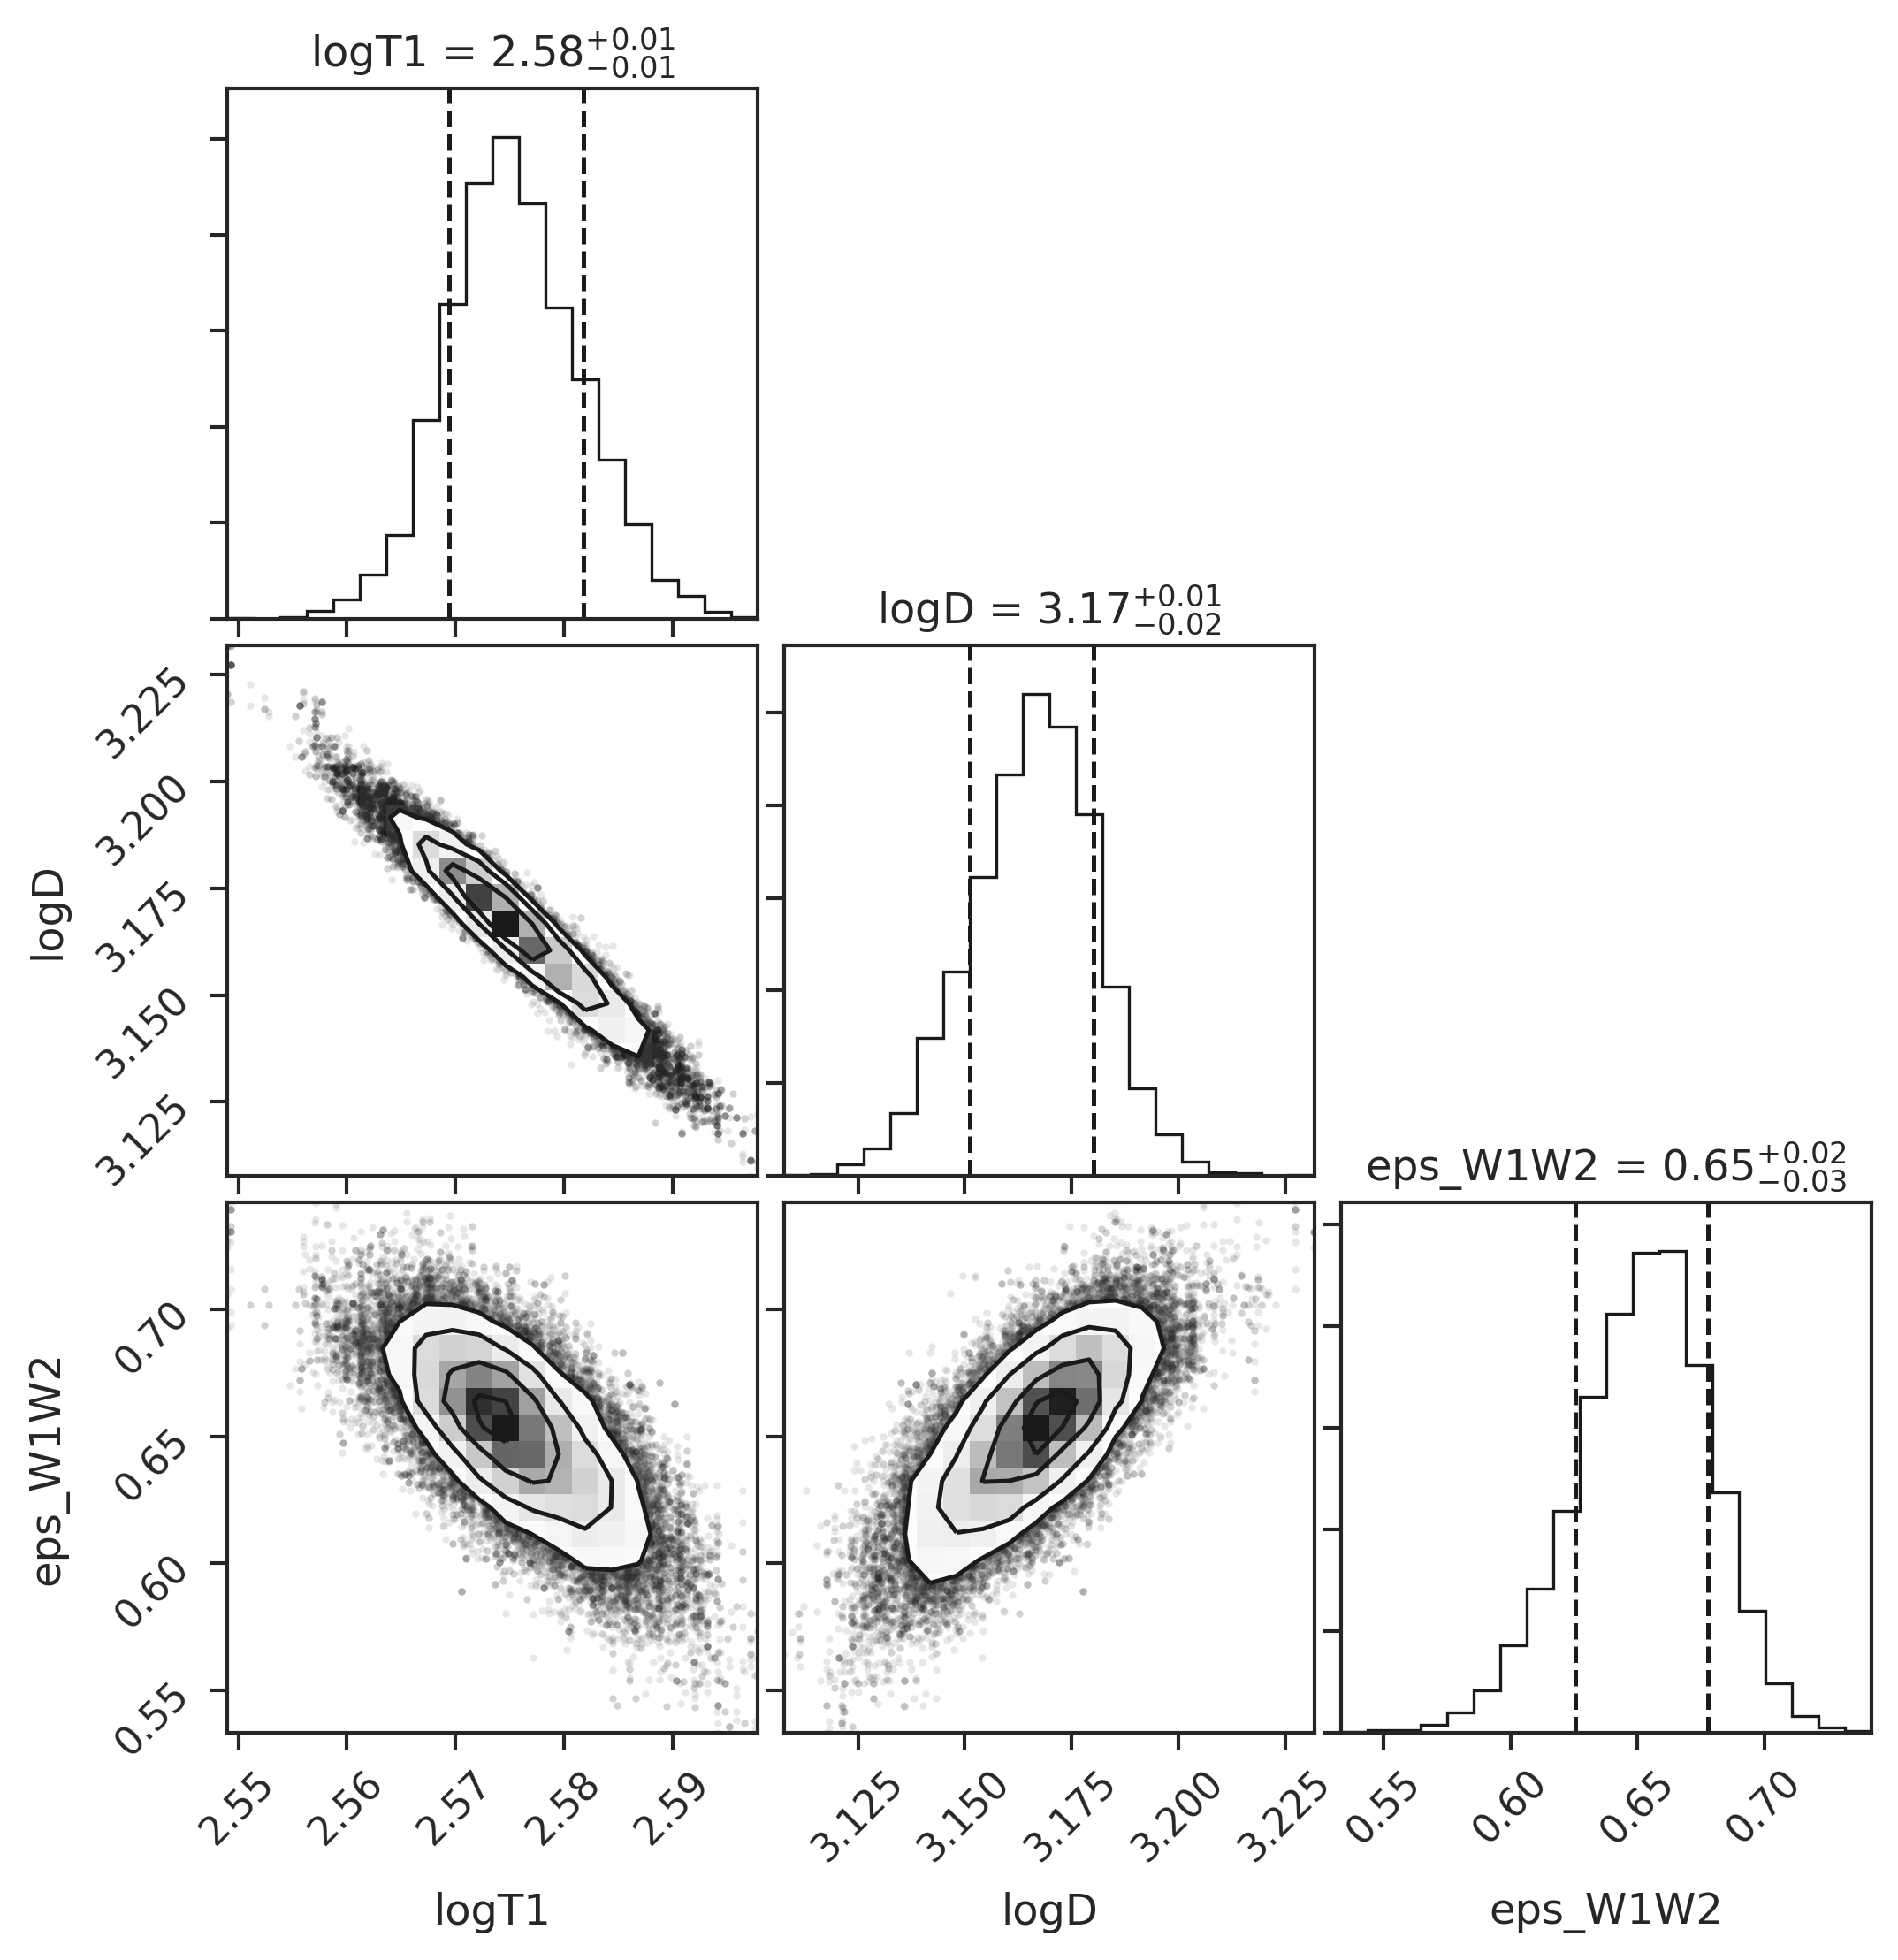 logT1 = 2.58 +0.01 −0.01
logD = 3.17 +0.01 −0.02
3.225
3.200
3.175
3.150
3.125
logD
eps_W1W2 = 0.65 +0.02 −0.03
0.70
0.65
0.60
0.55
eps_W1W2
2.55 2.56 2.57 2.58 2.59
3.125 3.150 3.175 3.200 3.225
0.55 0.60 0.65 0.70
logT1 logD eps_W1W2